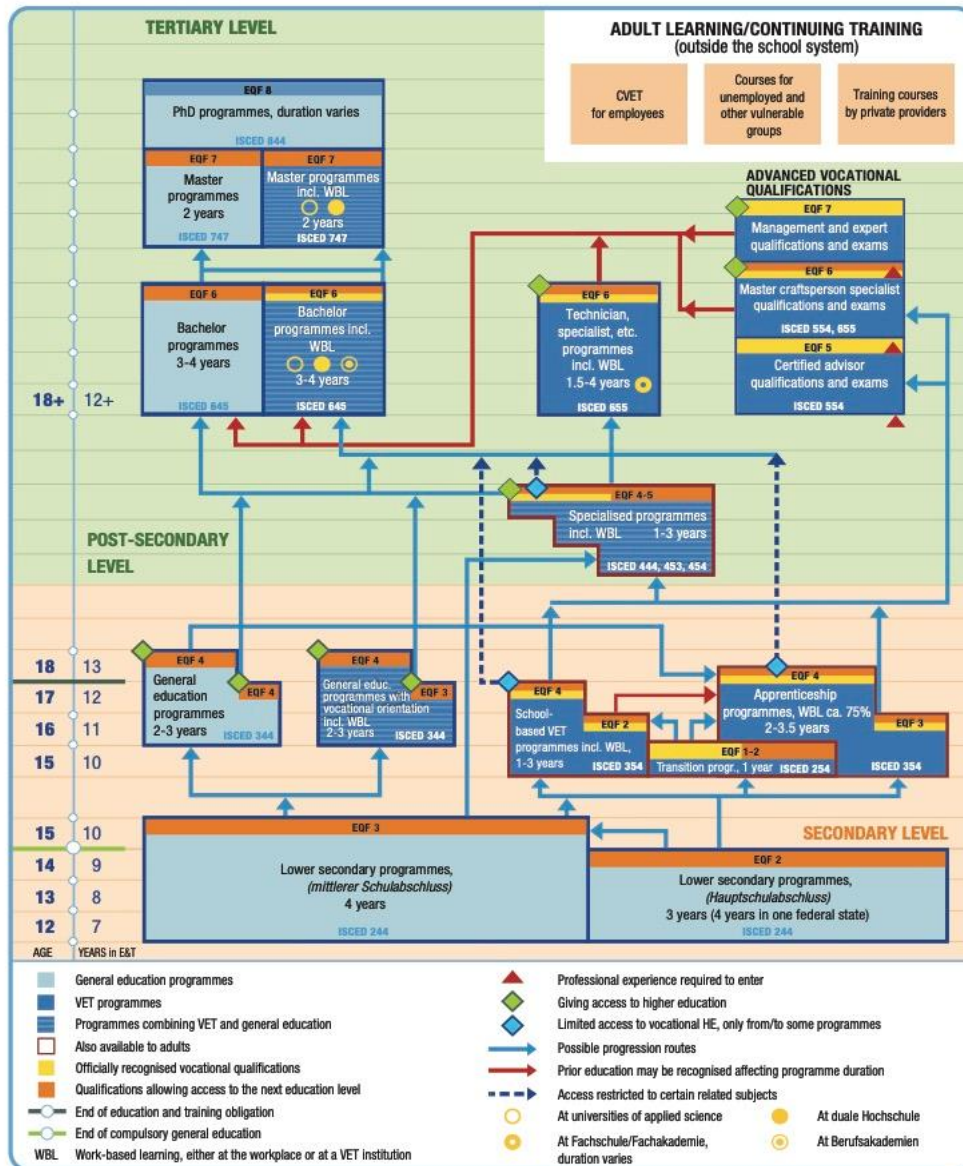 TERTIARY LEVEL
ADULT LEARNING/CONTINUING TRAINING
(outside the school system)
CVET
for employees
Courses for
unemployed and
other vulnerable
groups
Training courses
by private providers
EQF 8
PhD programmes, duration varies
ISCED 844
EQF 7
Master
programmes
2 years
ISCED 747
EQF 7
Master programmes
incl. WBL
2 years
ISCED 747
ADVANCED VOCATIONAL
QUALIFICATIONS
EQF 7
Management and expert
qualifications and exams
EQF 6
Master craftsperson specialist
qualifications and exams
ISCED 554, 655
EQF 5
Certified advisor
qualifications and exams
ISCED 554
EQF 6
Bachelor
programmes
3-4 years
ISCED 645
EQF 6
Bachelor
programmes incl.
WBL
3-4 years
ISCED 645
EQF 6
Technician,
specialist, etc.
programmes
incl. WBL
1.5-4 years
ISCED 655
18+ 12+
EQF 4-5
Specialised programmes
incl. WBL 1-3 years
ISCED 444, 453, 454
POST-SECONDARY
LEVEL
18 13
17 12
16 11
15 10
EQF 4
General
education
programmes
2-3 years
EQF 4
ISCED 344
EQF 4
General educ.
programmes with
vocational orientation
incl. WBL
2-3 years
EQF 3
ISCED 344
EQF 4
School-
based VET
programmes incl. WBL,
1-3 years
EQF 2
ISCED 354
EQF 1-2
Transition progr., 1 year
ISCED 254
EQF 4
Apprenticeship
programmes, WBL ca. 75%
2-3.5 years
EQF 3
ISCED 354
15 10
14 9
13 8
12 7
AGE YEARS in E&T
SECONDARY LEVEL
EQF 3
Lower secondary programmes,
(mittlerer Schulabschluss)
4 years
ISCED 244
EQF 2
Lower secondary programmes,
(Hauptschulabschluss)
3 years (4 years in one federal state)
ISCED 244
General education programmes
VET programmes
Programmes combining VET and general education
Also available to adults
Officially recognised vocational qualifications
Qualifications allowing access to the next education level
End of education and training obligation
End of compulsory general education
WBL Work-based learning, either at the workplace or at a VET institution
Professional experience required to enter
Giving access to higher education
Limited access to vocational HE, only from/to some programmes
Possible progression routes
Prior education may be recognised affecting programme duration
Access restricted to certain related subjects
At universities of applied science
At duale Hochschule
At Fachschule/Fachakademie,
duration varies
At Berufsakademien